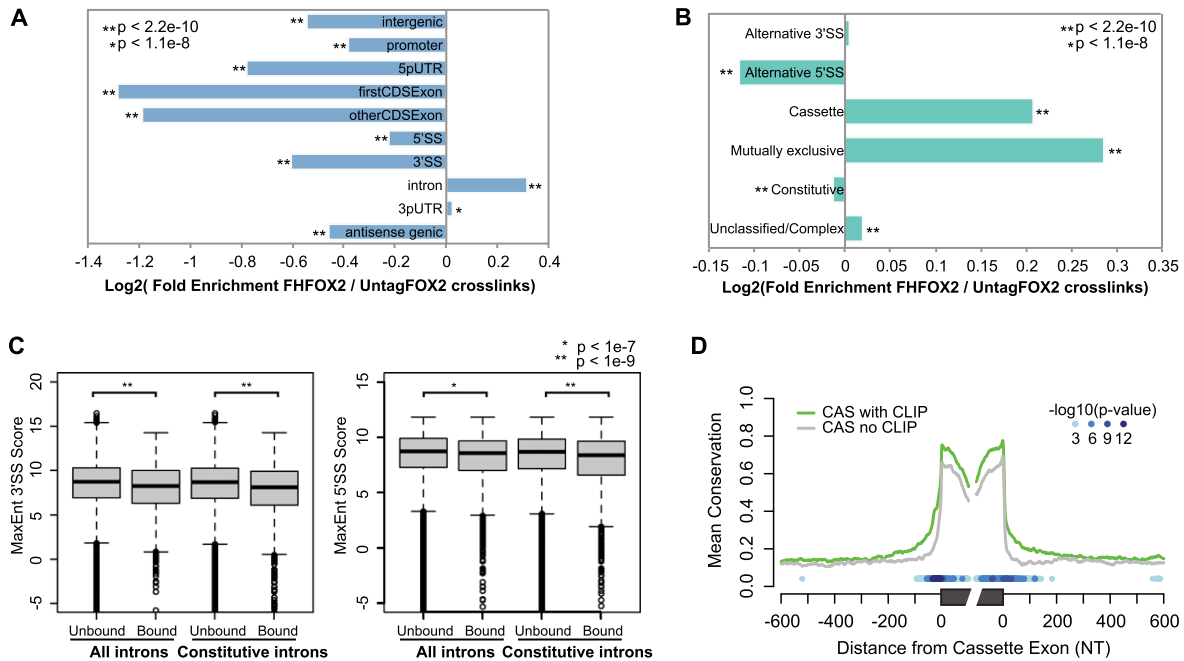 A
**p < 2.2e-10
*p < 1.1e-8
** intergenic
** promoter
** 5pUTR
** firstCDSExon
** otherCDSExon
** 5'SS
** 3'SS
intron **
3pUTR *
** antisense genic
-1.4 -1.2 -1 -0.8 -0.6 -0.4 -0.2 0 0.2 0.4
Log2( Fold Enrichment FHFOX2 / UntagFOX2 crosslinks)
B
**p < 2.2e-10
*p < 1.1e-8
Alternative 3'SS
** Alternative 5'SS
Cassette **
Mutually exclusive **
** Constitutive
Unclassified/Complex **
-0.15 -0.1 -0.05 0 0.05 0.1 0.15 0.2 0.25 0.3 0.35
Log2(Fold Enrichment FHFOX2 / UntagFOX2 crosslinks)
C
* p < 1e-7
** p < 1e-9
MaxEnt 3'SS Score
20
15
10
5
0
-5
** **
Unbound Bound Unbound Bound
All introns Constitutive introns
MaxEnt 5'SS Score
15
10
5
0
-5
* **
Unbound Bound Unbound Bound
All introns Constitutive introns
D
Mean Conservation
1.0
0.8
0.6
0.4
0.2
0.0
CAS with CLIP
CAS no CLIP
-log10(p-value)
3 6 9 12
-600 -400 -200 0 0 200 400 600
Distance from Cassette Exon (NT)